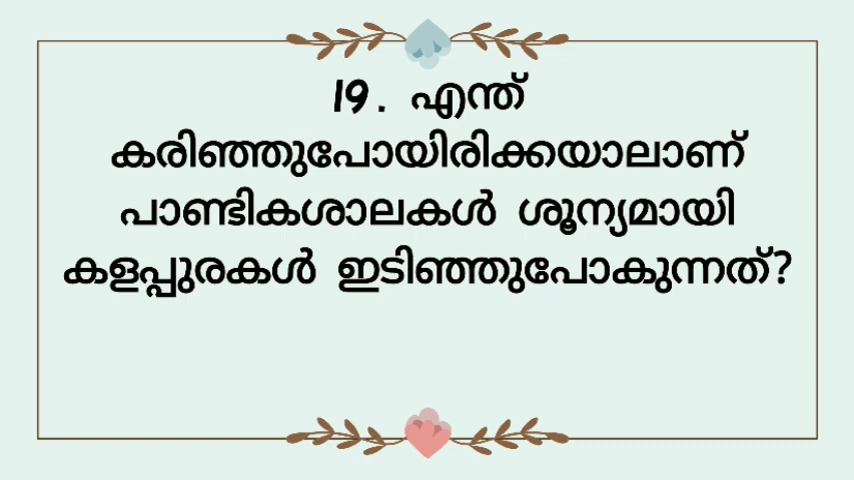 19. എന്ത്
കരിഞ്ഞുപോയിരിക്കയാലാണ്
പാണ്ടികശാലകൾ ശൂന്യമായി
കളപ്പുരകൾ ഇടിഞ്ഞുപോകുന്നത്?